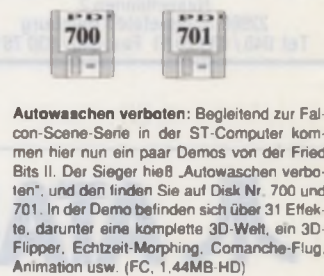 PD
700
PD
701
Autowaschen verboten: Begleitend zur Fal-
con-Scene-Serie in der ST-Computer kom-
men hier nun ein paar Demos von der Fried
Bits II. Der Sieger hieß „Autowaschen verbo-
ten", und den finden Sie auf Disk Nr. 700 und
701. In der Demo befinden sich über 31 Effek-
te, darunter eine komplette 3D-Welt, ein 3D-
Flipper, Echtzeit-Morphing, Comanche-Flug,
Animation usw. (FC, 1,44MB-HD)